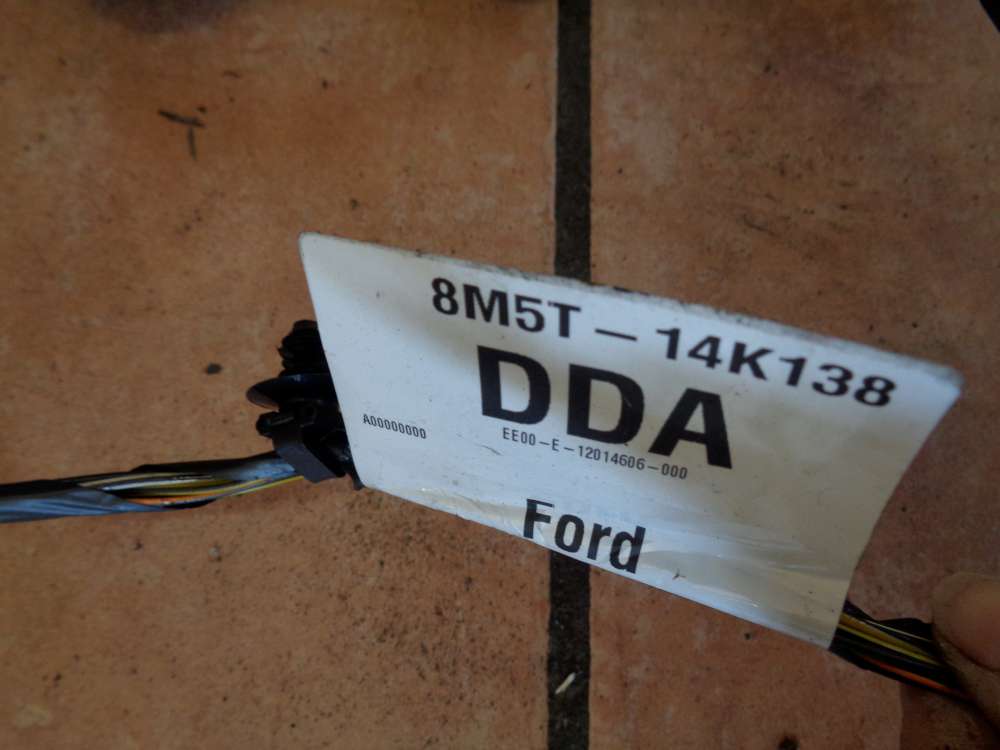 8M5T-14K138
DDA
A00000000
EE00-E-12014606-000
Ford